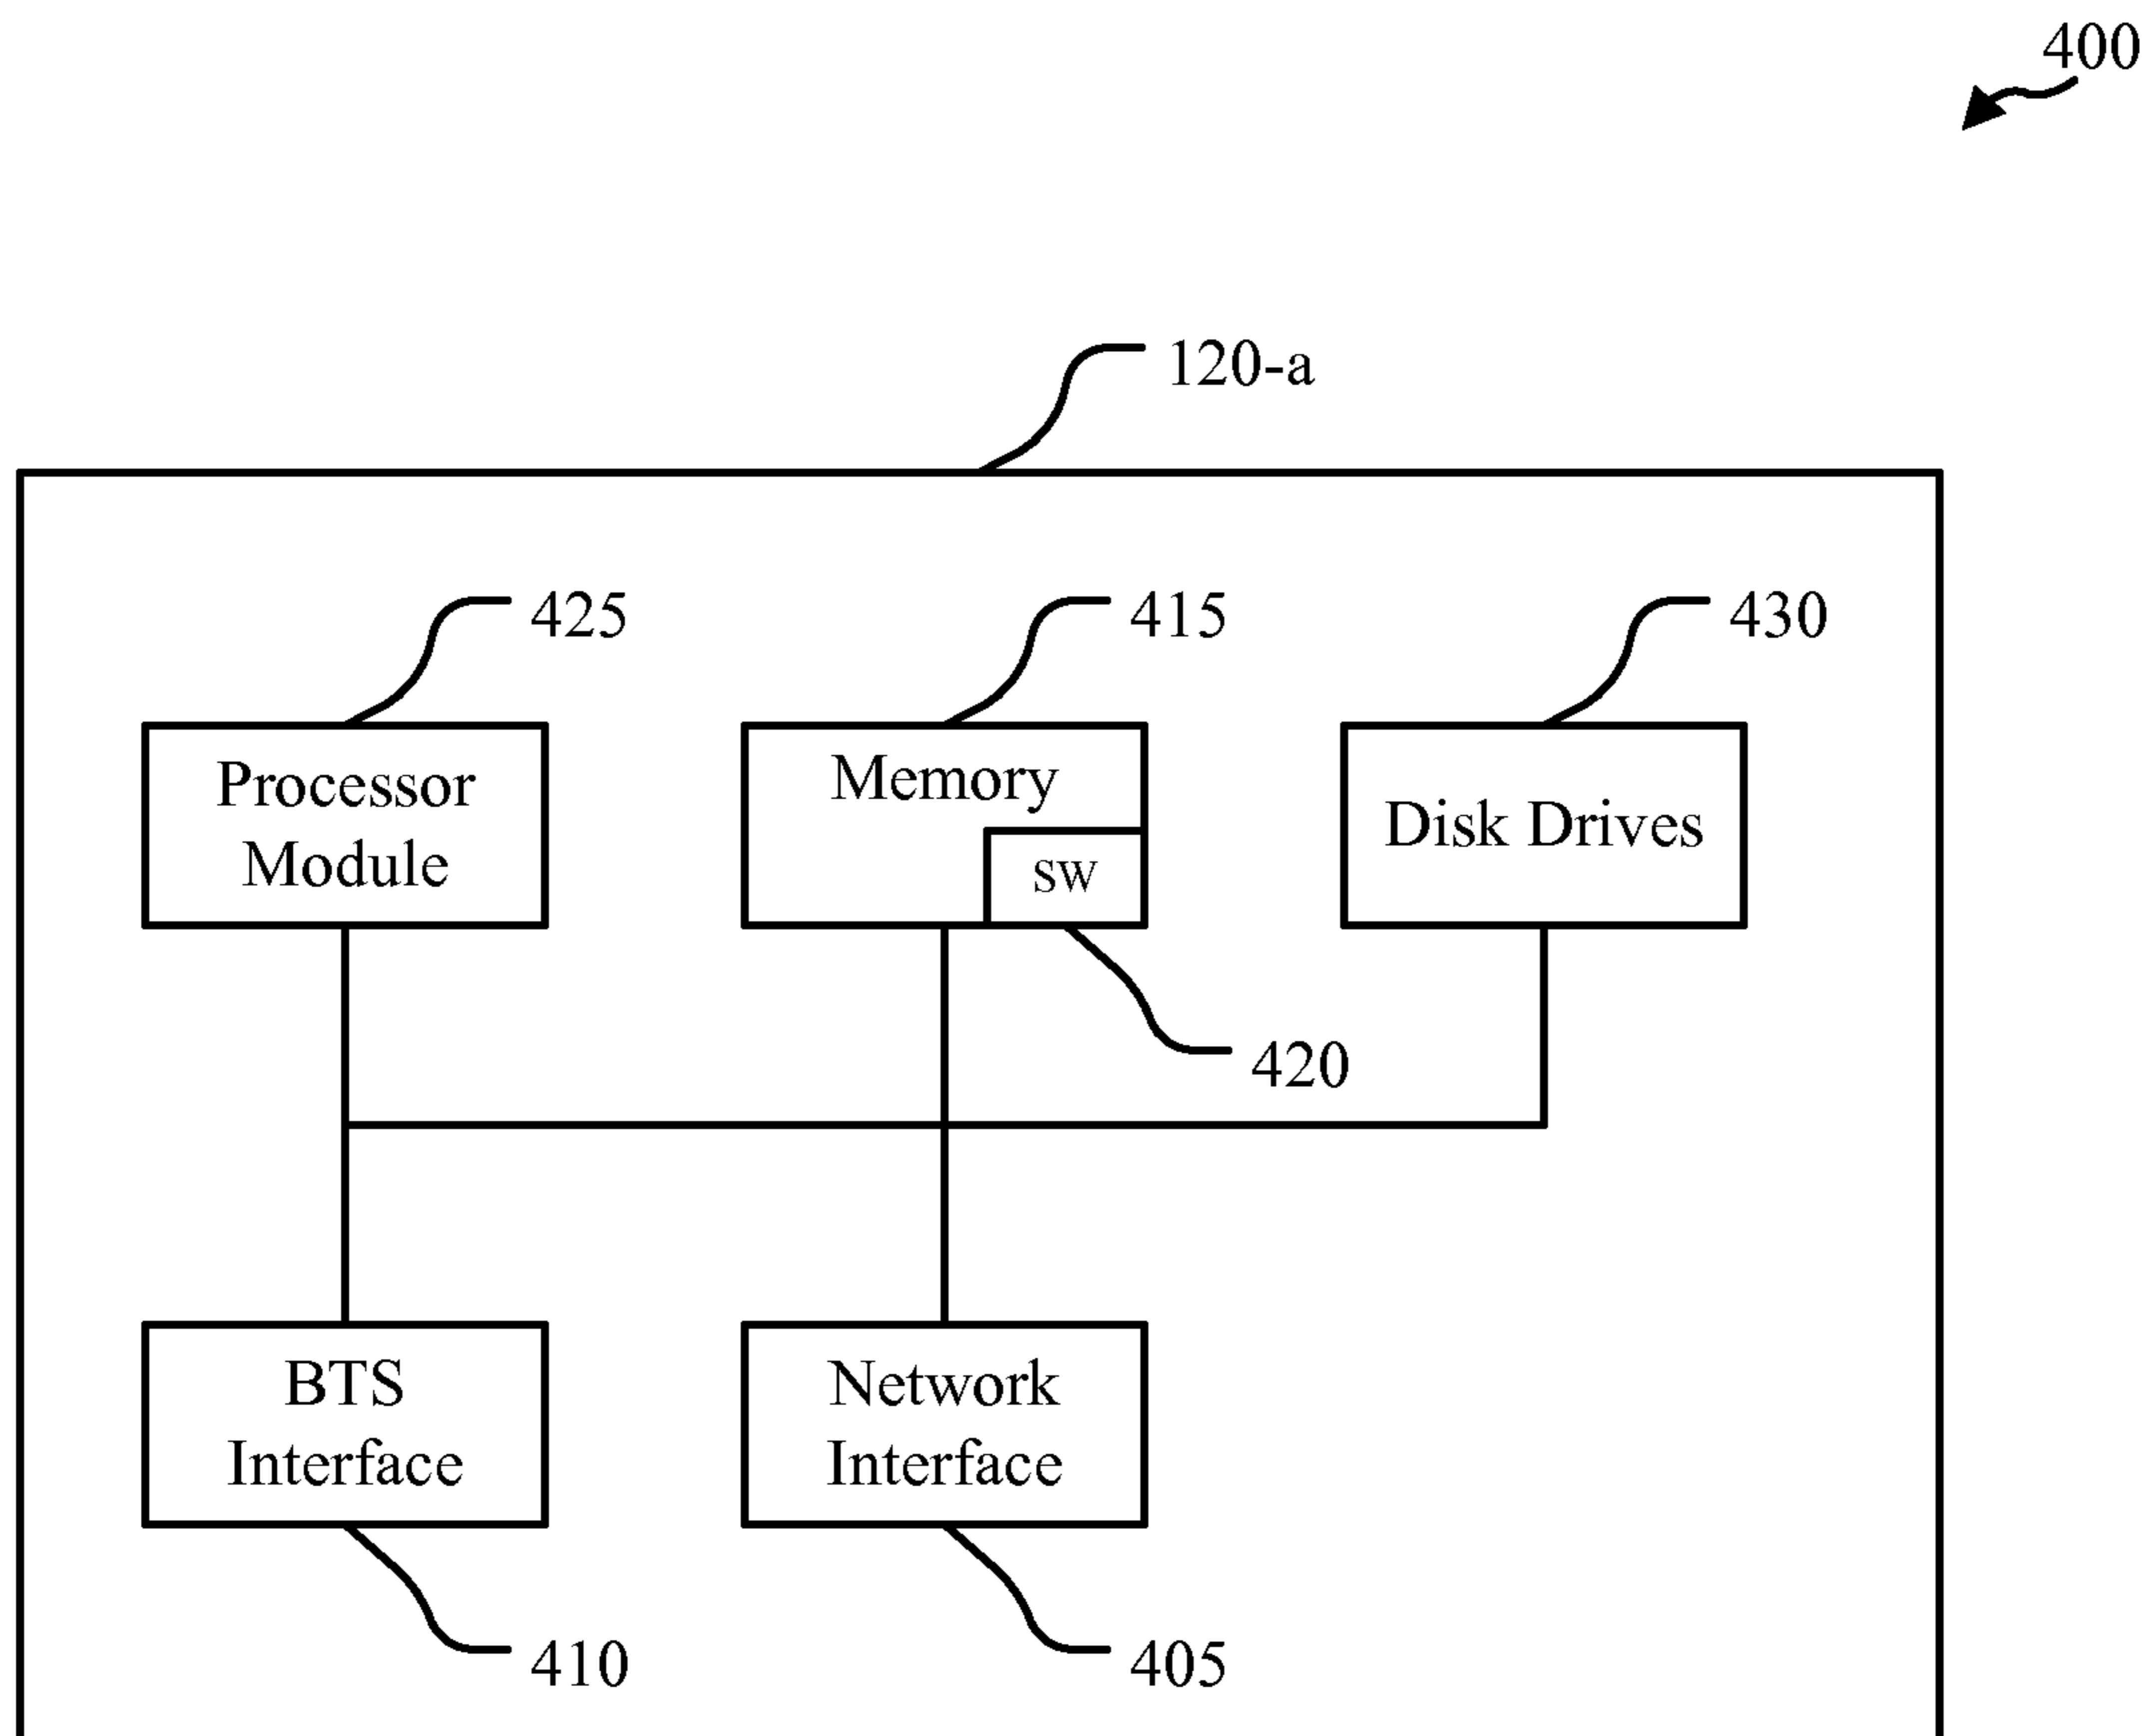 400
120-a
425
415
430
Processor
Module
Memory
SW
Disk Drives
420
BTS
Interface
Network
Interface
410
405